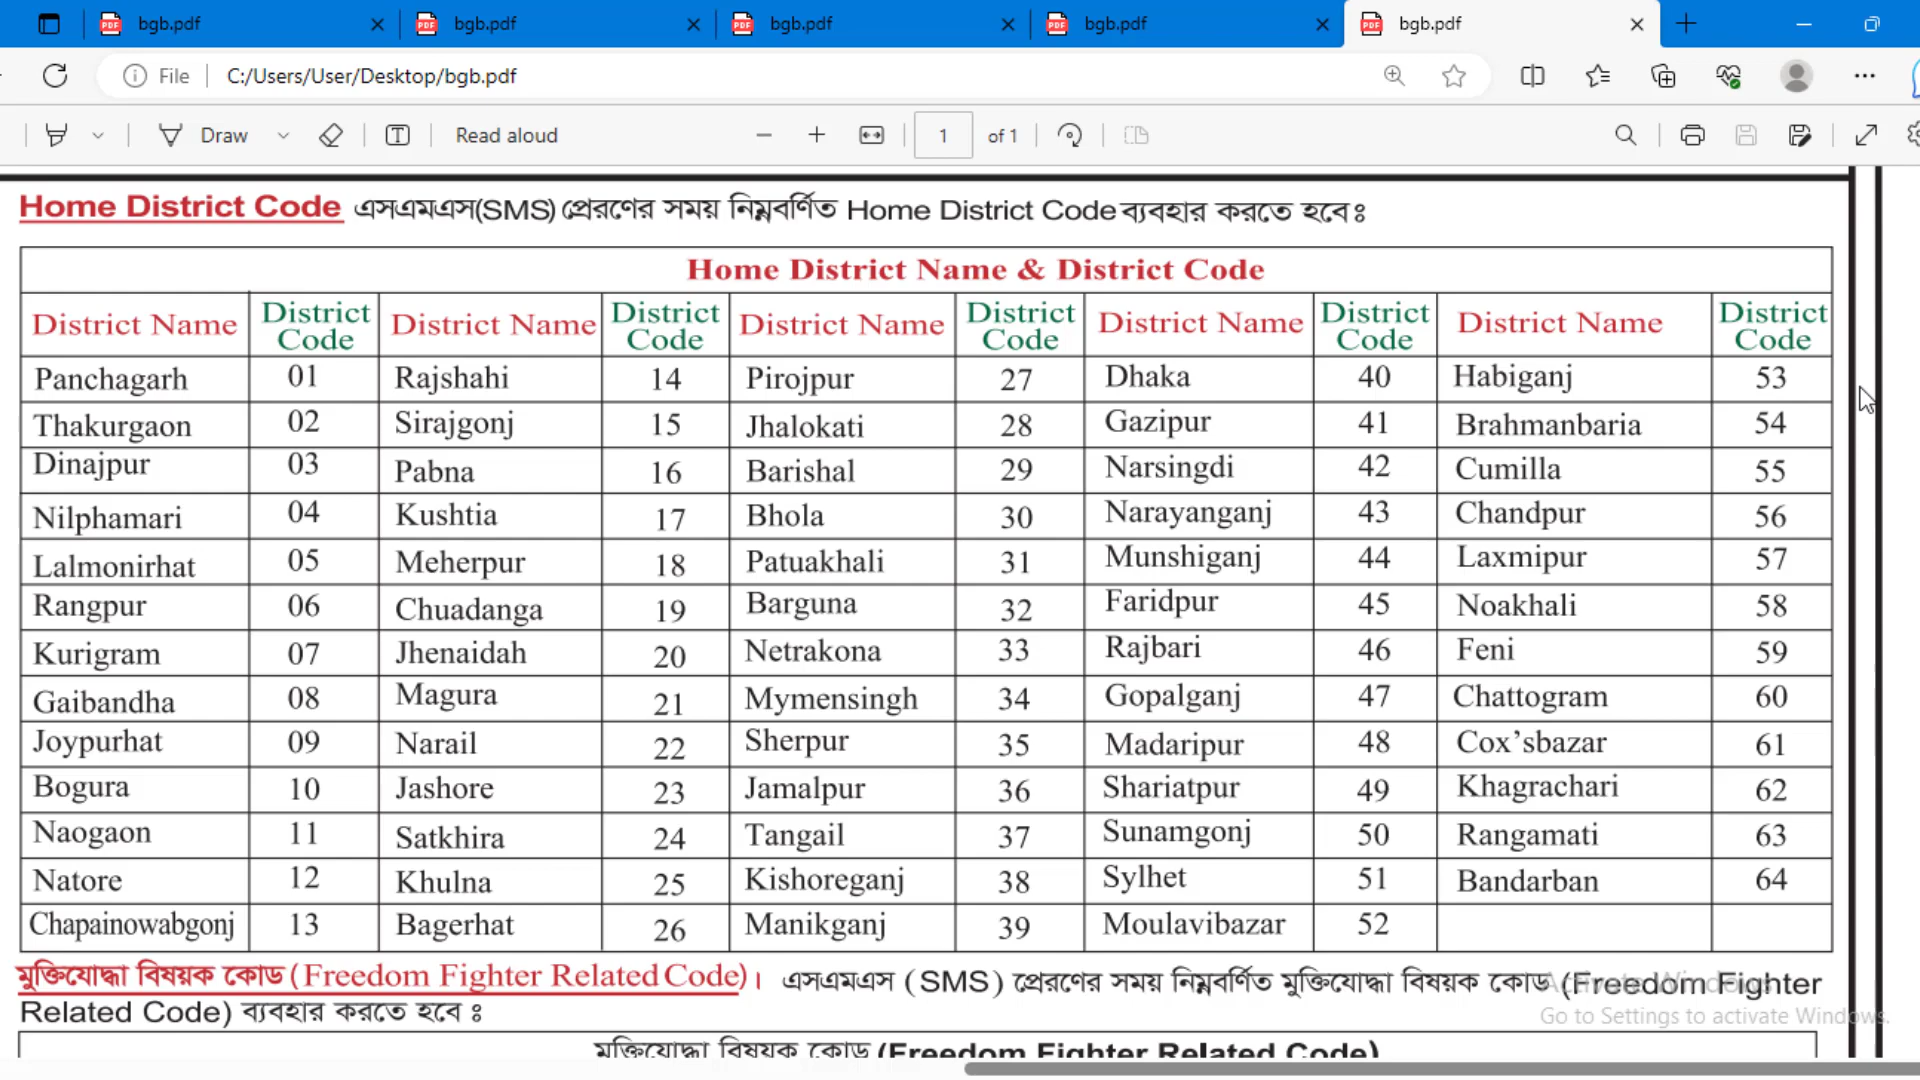 bgb.pdf bgb.pdf bgb.pdf bgb.pdf bgb.pdf
File C:/Users/User/Desktop/bgb.pdf
Draw Read aloud 1 of 1
Home District Code এসএমএস(SMS) প্রেরণের সময় নিম্নবর্ণিত Home District Code ব্যবহার করতে হবেঃ
Home District Name & District Code
District Name District Code District Name District Code District Name District Code District Name District Code District Name District Code
Panchagarh 01 Rajshahi 14 Pirojpur 27 Dhaka 40 Habiganj 53
Thakurgaon 02 Sirajgonj 15 Jhalokati 28 Gazipur 41 Brahmanbaria 54
Dinajpur 03 Pabna 16 Barishal 29 Narsingdi 42 Cumilla 55
Nilphamari 04 Kushtia 17 Bhola 30 Narayanganj 43 Chandpur 56
Lalmonirhat 05 Meherpur 18 Patuakhali 31 Munshiganj 44 Laxmipur 57
Rangpur 06 Chuadanga 19 Barguna 32 Faridpur 45 Noakhali 58
Kurigram 07 Jhenaidah 20 Netrakona 33 Rajbari 46 Feni 59
Gaibandha 08 Magura 21 Mymensingh 34 Gopalganj 47 Chattogram 60
Joypurhat 09 Narail 22 Sherpur 35 Madaripur 48 Cox’sbazar 61
Bogura 10 Jashore 23 Jamalpur 36 Shariatpur 49 Khagrachari 62
Naogaon 11 Satkhira 24 Tangail 37 Sunamgonj 50 Rangamati 63
Natore 12 Khulna 25 Kishoreganj 38 Sylhet 51 Bandarban 64
Chapainowabgonj 13 Bagerhat 26 Manikganj 39 Moulavibazar 52
মুক্তিযোদ্ধা বিষয়ক কোড (Freedom Fighter Related Code)। এসএমএস (SMS) প্রেরণের সময় নিম্নবর্ণিত মুক্তিযোদ্ধা বিষয়ক কোড (Freedom Fighter
Related Code) ব্যবহার করতে হবে ঃ
Activate Windows
Go to Settings to activate Windows.
মুক্তিযোদ্ধা বিষয়ক কোড (Freedom Fighter Related Code)